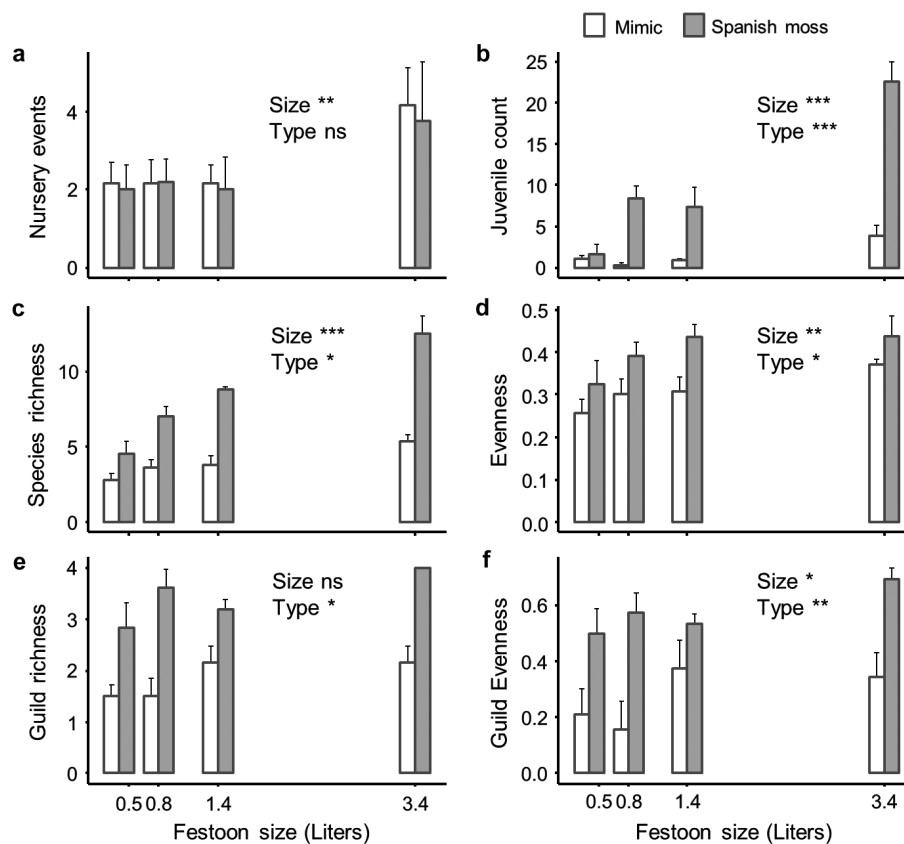 Mimic Spanish moss
a
Nursery events
4
2
0
Size **
Type ns
b
Juvenile count
25
20
15
10
5
0
Size ***
Type ***
c
Species richness
10
5
0
Size ***
Type *
d
Evenness
0.5
0.4
0.3
0.2
0.1
0.0
Size **
Type *
e
Guild richness
4
3
2
1
0
Size ns
Type *
0.5 0.8 1.4 3.4
Festoon size (Liters)
f
Guild Evenness
0.6
0.4
0.2
0.0
Size *
Type **
0.5 0.8 1.4 3.4
Festoon size (Liters)